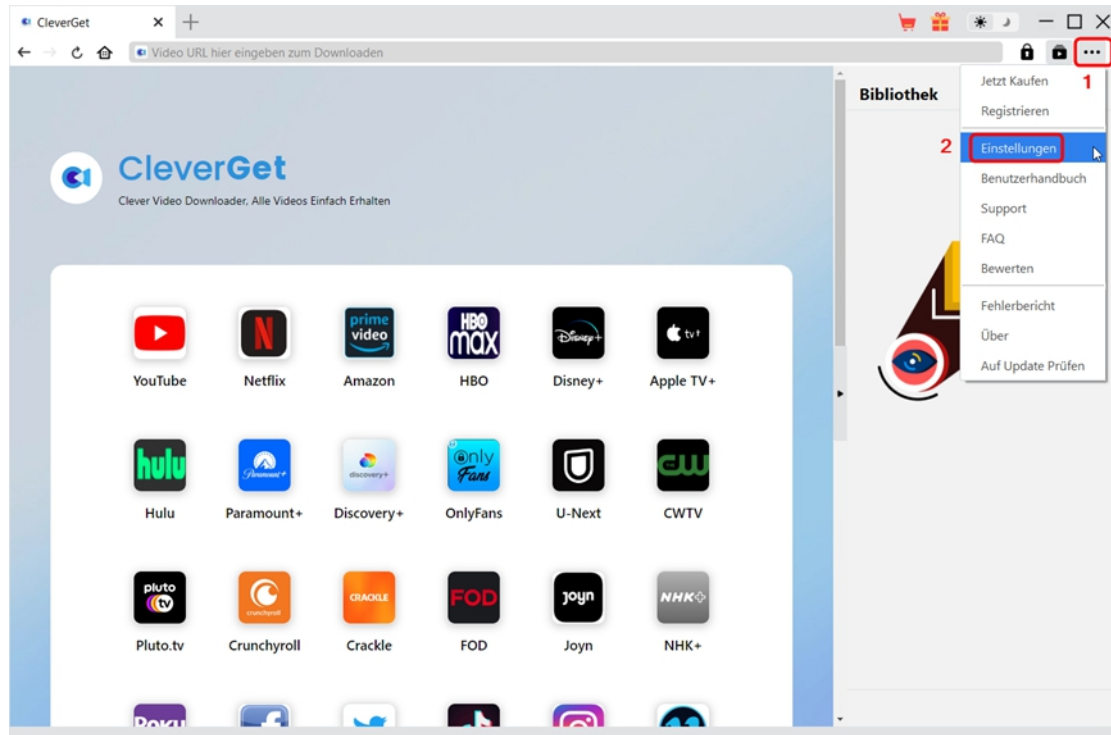 CleverGet
Video URL hier eingeben zum Downloaden
1
Jetzt Kaufen
Registrieren
2
Einstellungen
Benutzerhandbuch
Support
FAQ
Bewerten
Fehlerbericht
Über
Auf Update Prüfen
Bibliothek
CleverGet
Clever Video Downloader, Alle Videos Einfach Erhalten
prime
video
HBO
max
Disney+
tv+
YouTube
Netflix
Amazon
HBO
Disney+
Apple TV+
hulu
Paramount+
discovery+
Only
Fans
CW
Hulu
Paramount+
Discovery+
OnlyFans
U-Next
CWTV
pluto
tv
crunchyroll
CRACKLE
FOD
joyn
NHK+
Pluto.tv
Crunchyroll
Crackle
FOD
Joyn
NHK+